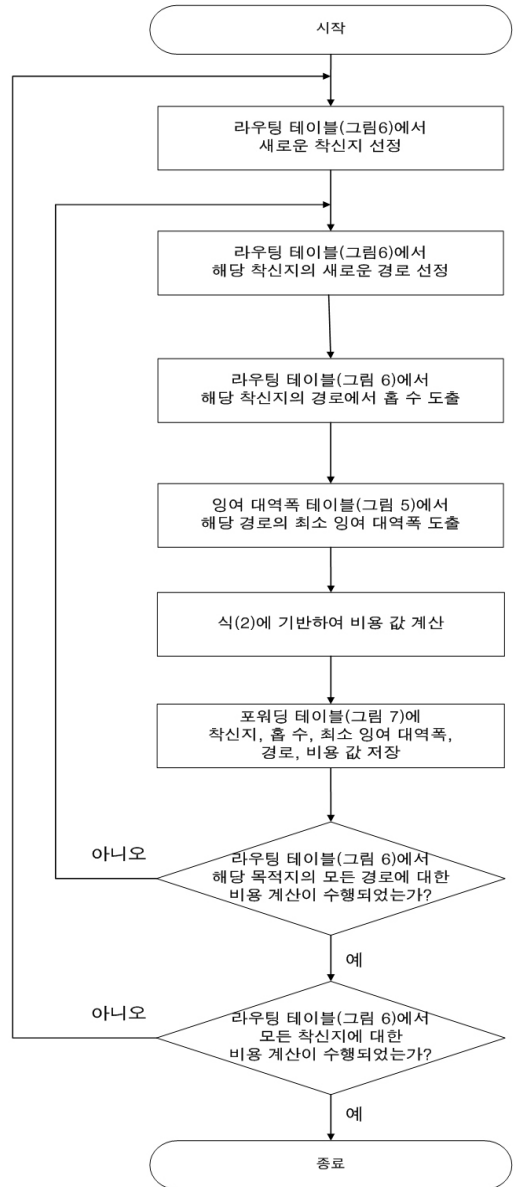 시작
라우팅 테이블(그림6)에서
새로운 착신지 선정
라우팅 테이블(그림6)에서
해당 착신지의 새로운 경로 선정
라우팅 테이블(그림 6)에서
해당 착신지의 경로에서 홉 수 도출
잉여 대역폭 테이블(그림 5)에서
해당 경로의 최소 잉여 대역폭 도출
식(2)에 기반하여 비용 값 계산
포워딩 테이블(그림 7)에
착신지, 홉 수, 최소 잉여 대역폭,
경로, 비용 값 저장
아니오
라우팅 테이블(그림 6)에서
해당 목적지의 모든 경로에 대한
비용 계산이 수행되었는가?
예
아니오
라우팅 테이블(그림 6)에서
모든 착신지에 대한
비용 계산이 수행되었는가?
예
종료